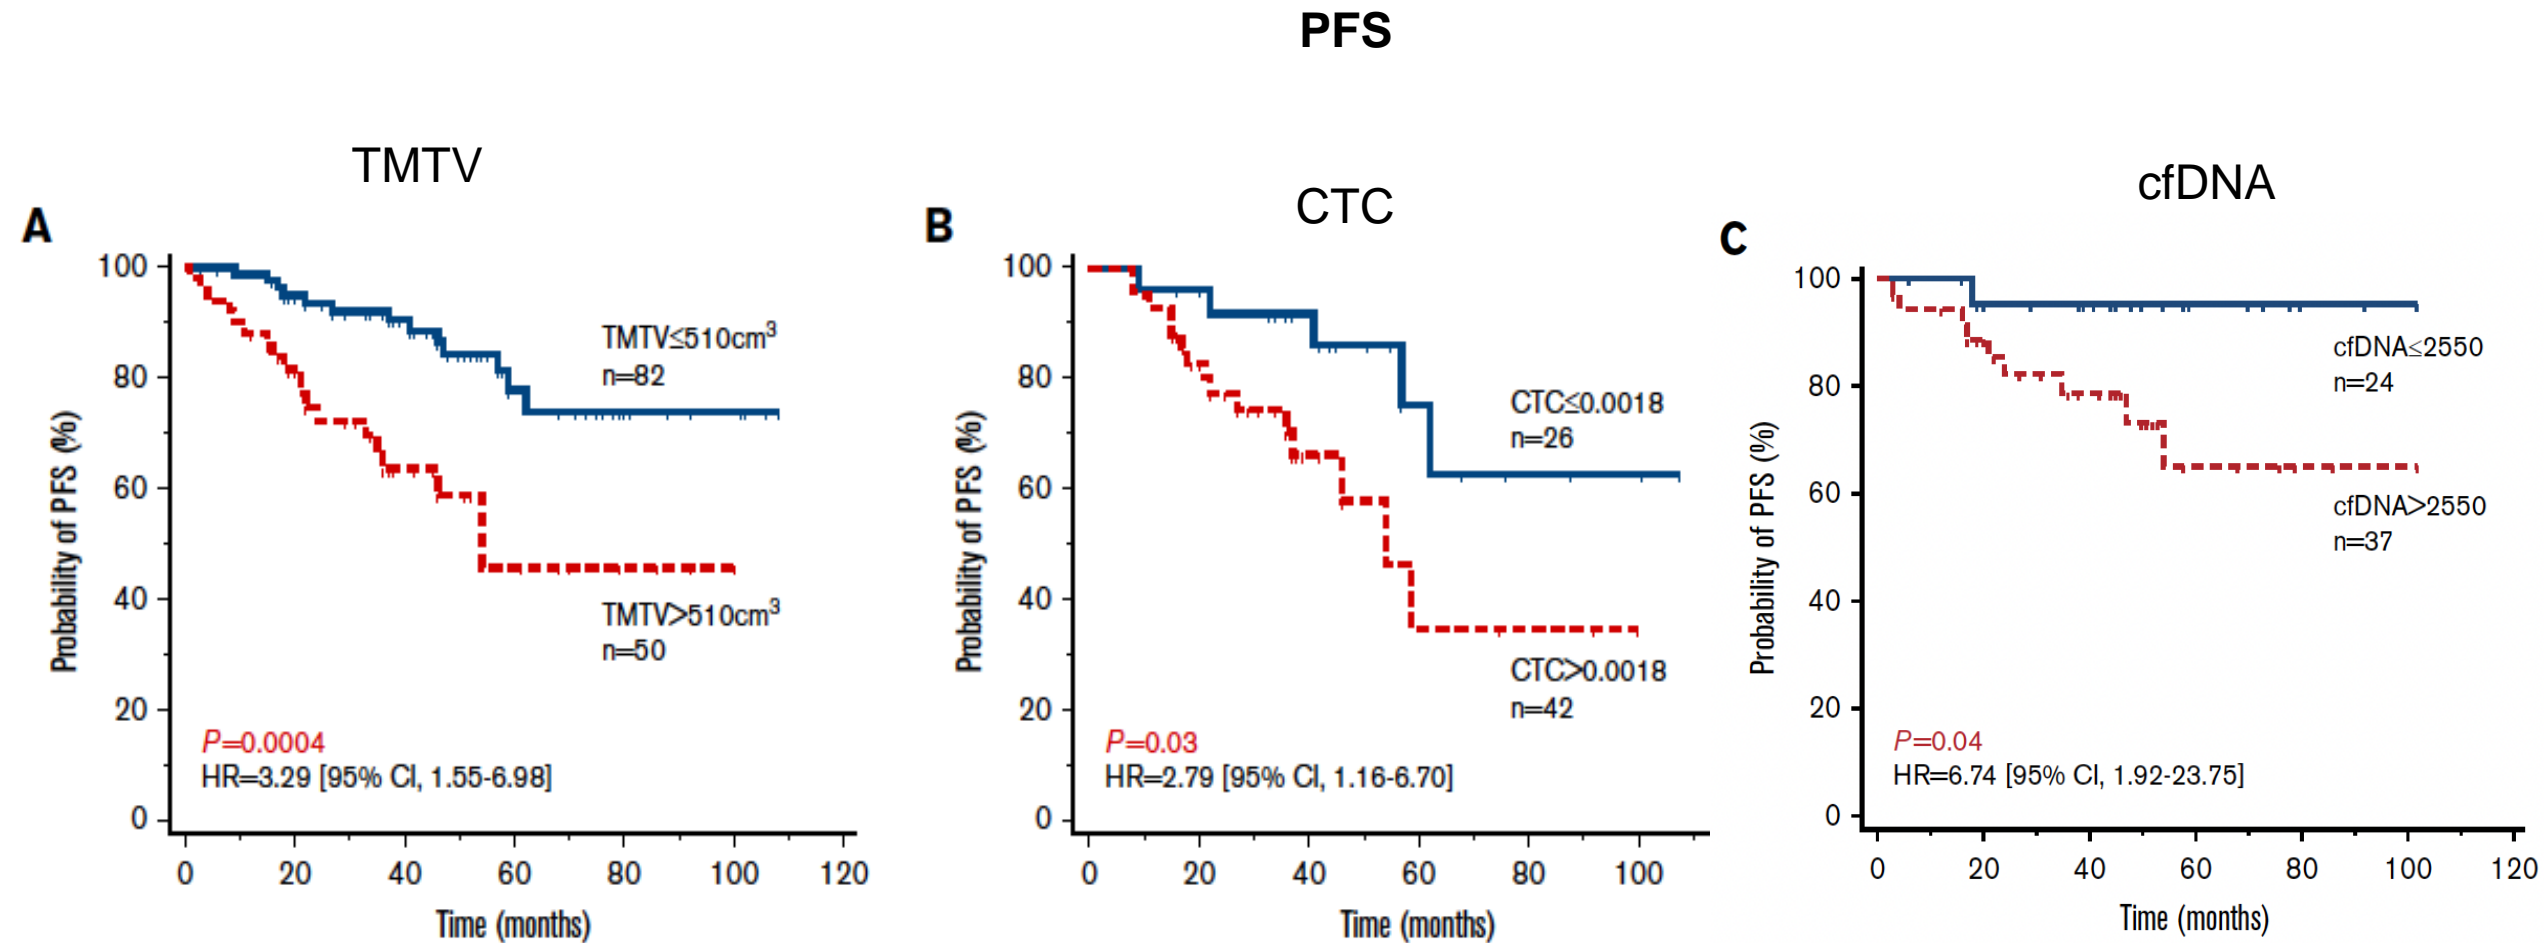 PFS
TMTV
A
100
80
60
40
20
0
Probability of PFS (%)
TMTV≤510cm³
n=82
TMTV>510cm³
n=50
P=0.0004
HR=3.29 [95% CI, 1.55-6.98]
0 20 40 60 80 100 120
Time (months)
CTC
B
100
80
60
40
20
0
Probability of PFS (%)
CTC≤0.0018
n=26
CTC>0.0018
n=42
P=0.03
HR=2.79 [95% CI, 1.16-6.70]
0 20 40 60 80 100
Time (months)
cfDNA
C
100
80
60
40
20
0
Probability of PFS (%)
cfDNA≤2550
n=24
cfDNA>2550
n=37
P=0.04
HR=6.74 [95% CI, 1.92-23.75]
0 20 40 60 80 100 120
Time (months)